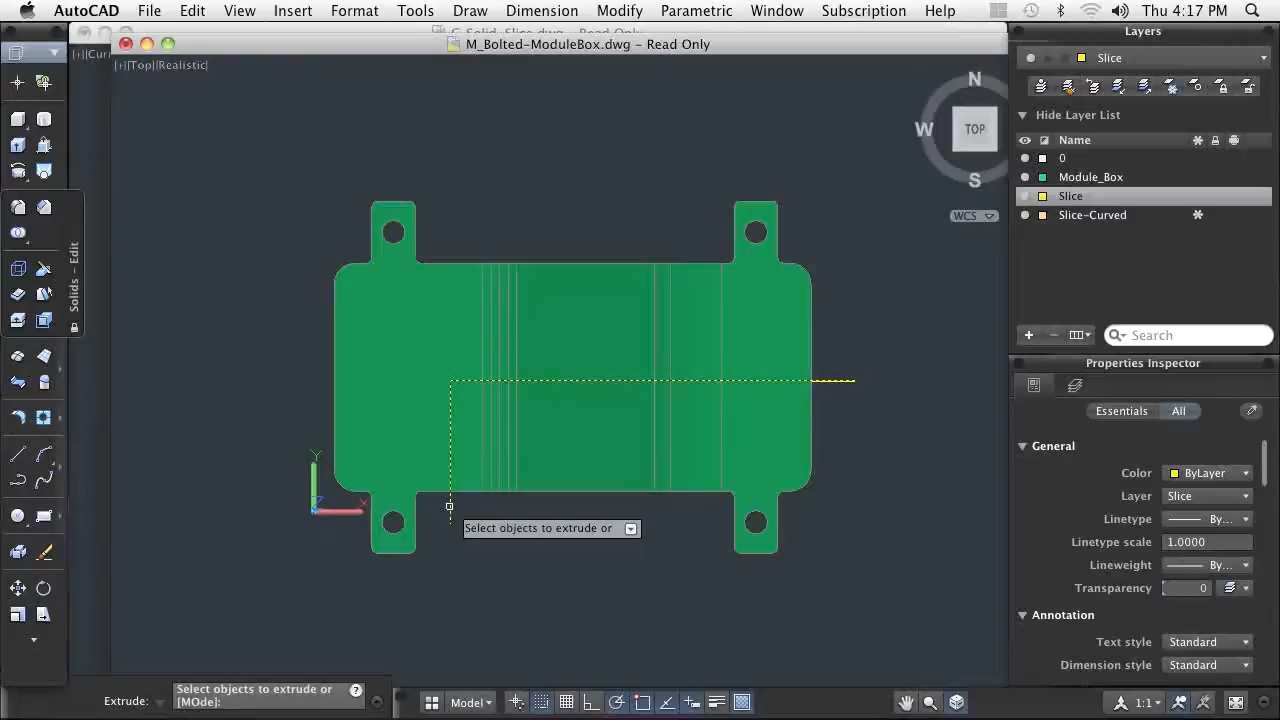 AutoCAD File Edit View Insert Format Tools Draw Dimension Modify Parametric Window Subscription Help Thu 4:17 PM
M_Bolted-ModuleBox.dwg – Read Only
[+][Top][Realistic]
N
W
TOP
S
WCS
Solids - Edit
Y
X
Select objects to extrude or
Extrude:
Select objects to extrude or
[MOde]:
?
Model
1:1
Layers
Slice
Hide Layer List
Name
0
Module_Box
Slice
Slice-Curved
Search
Properties Inspector
Essentials All
General
Color ByLayer
Layer Slice
Linetype By...
Linetype scale 1.0000
Lineweight By...
Transparency 0
Annotation
Text style Standard
Dimension style Standard